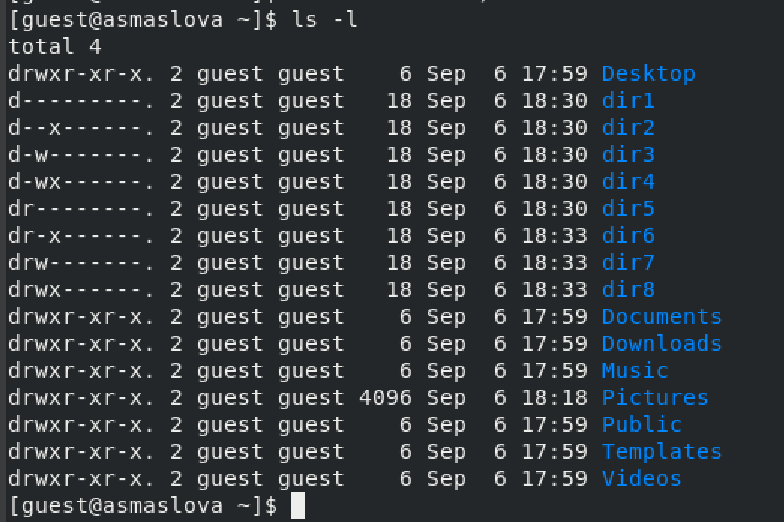 [guest@asmaslova ~]$ ls -l
total 4
drwxr-xr-x. 2 guest guest    6 Sep  6 17:59 Desktop
d---------. 2 guest guest   18 Sep  6 18:30 dir1
d--x------. 2 guest guest   18 Sep  6 18:30 dir2
d-w-------. 2 guest guest   18 Sep  6 18:30 dir3
d-wx------. 2 guest guest   18 Sep  6 18:30 dir4
dr--------. 2 guest guest   18 Sep  6 18:30 dir5
dr-x------. 2 guest guest   18 Sep  6 18:33 dir6
drw-------. 2 guest guest   18 Sep  6 18:33 dir7
drwx------. 2 guest guest   18 Sep  6 18:33 dir8
drwxr-xr-x. 2 guest guest    6 Sep  6 17:59 Documents
drwxr-xr-x. 2 guest guest    6 Sep  6 17:59 Downloads
drwxr-xr-x. 2 guest guest    6 Sep  6 17:59 Music
drwxr-xr-x. 2 guest guest 4096 Sep  6 18:18 Pictures
drwxr-xr-x. 2 guest guest    6 Sep  6 17:59 Public
drwxr-xr-x. 2 guest guest    6 Sep  6 17:59 Templates
drwxr-xr-x. 2 guest guest    6 Sep  6 17:59 Videos
[guest@asmaslova ~]$